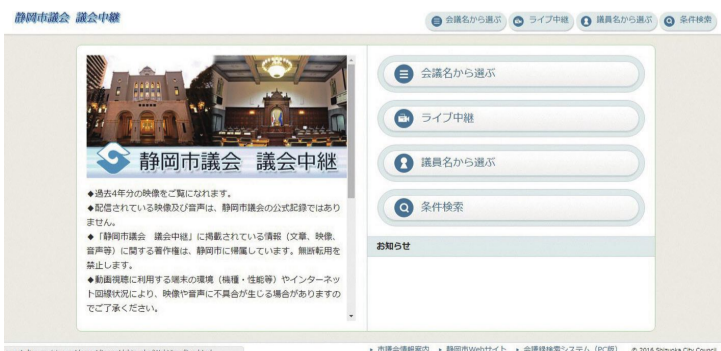 静岡市議会 議会中継
会議名から選ぶ ライブ中継 議員名から選ぶ 条件検索
静岡市議会 議会中継
◆過去4年分の映像をご覧になれます。
◆配信されている映像及び音声は、静岡市議会の公式記録ではあり
ません。
◆「静岡市議会 議会中継」に掲載されている情報（文章、映像、
音声等）に関する著作権は、静岡市に帰属しています。無断転用を
禁止します。
◆動画視聴に利用する端末の環境（機種・性能等）やインターネッ
ト回線状況により、映像や音声に不具合が生じる場合がありますの
でご了承ください。
会議名から選ぶ
ライブ中継
議員名から選ぶ
条件検索
お知らせ
市議会情報案内 静岡市Webサイト 会議録検索システム（PC版） © 2016 Shizuoka City Council